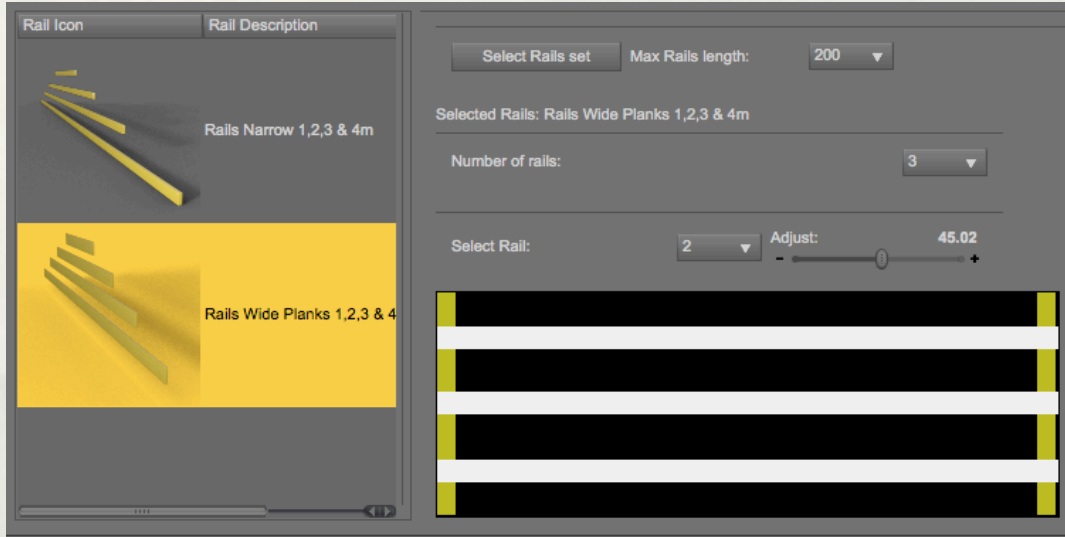 Rail Icon
Rail Description
Rails Narrow 1,2,3 & 4m
Rails Wide Planks 1,2,3 & 4
Select Rails set
Max Rails length:
200
Selected Rails: Rails Wide Planks 1,2,3 & 4m
Number of rails:
3
Select Rail:
2
Adjust:
45.02
- +